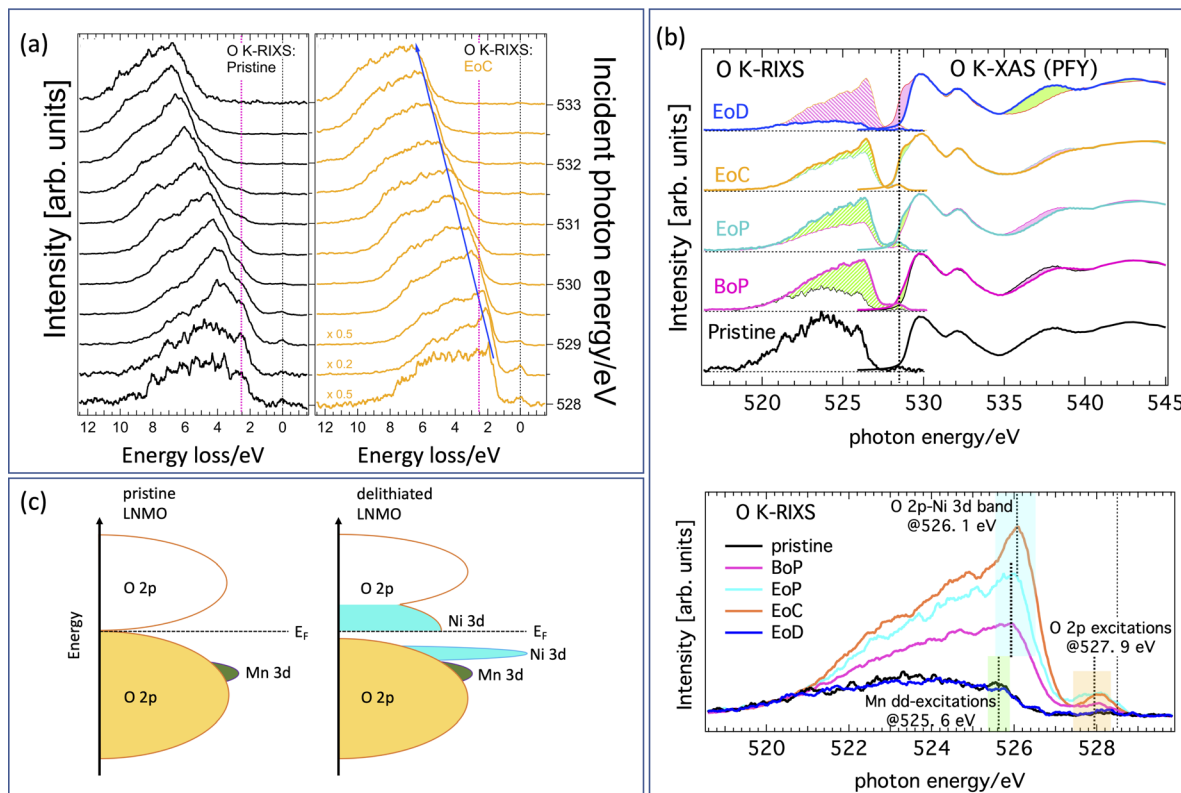 (a)
O K-RIXS:
Pristine
O K-RIXS:
EoC
Intensity [arb. units]
Incident photon energy/eV
533
532
531
530
529
528
x 0.5
x 0.2
x 0.5
12 10 8 6 4 2 0
12 10 8 6 4 2 0
Energy loss/eV
Energy loss/eV
(b)
O K-RIXS
O K-XAS (PFY)
EoD
EoC
EoP
BoP
Pristine
Intensity [arb. units]
520 525 530 535 540 545
photon energy/eV
O K-RIXS
pristine
BoP
EoP
EoC
EoD
O 2p-Ni 3d band
@526. 1 eV
O 2p excitations
@527. 9 eV
Mn dd-excitations
@525. 6 eV
Intensity [arb. units]
520 522 524 526 528
photon energy/eV
(c)
pristine
LNMO
delithiated
LNMO
Energy
O 2p
EF
Mn 3d
O 2p
O 2p
Ni 3d
EF
Ni 3d
Mn 3d
O 2p